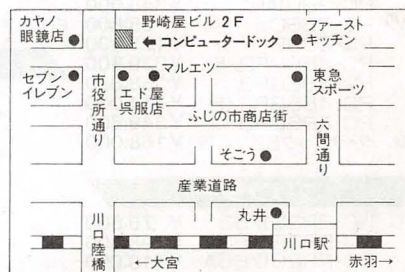 カヤノ
眼鏡店
野崎屋ビル 2F
←コンピュータードック
ファースト
キッチン
セブン
イレブン
市役所通り
エド屋
呉服店
マルエツ
東急
スポーツ
ふじの市商店街
六間通り
そごう
産業道路
丸井
川口陸橋
川口駅
←大宮
赤羽→